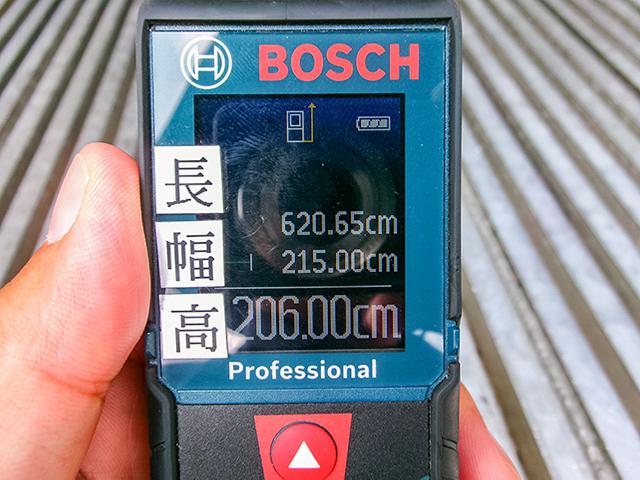 BOSCH
長 620.65cm
幅 215.00cm
高 206.00cm
Professional